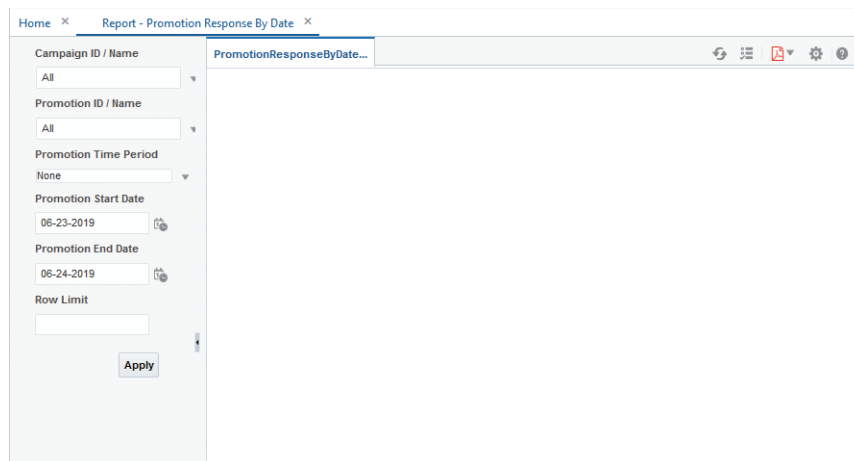 Home × Report - Promotion Response By Date ×
Campaign ID / Name
PromotionResponseByDate...
All
Promotion ID / Name
All
Promotion Time Period
None
Promotion Start Date
06-23-2019
Promotion End Date
06-24-2019
Row Limit
Apply